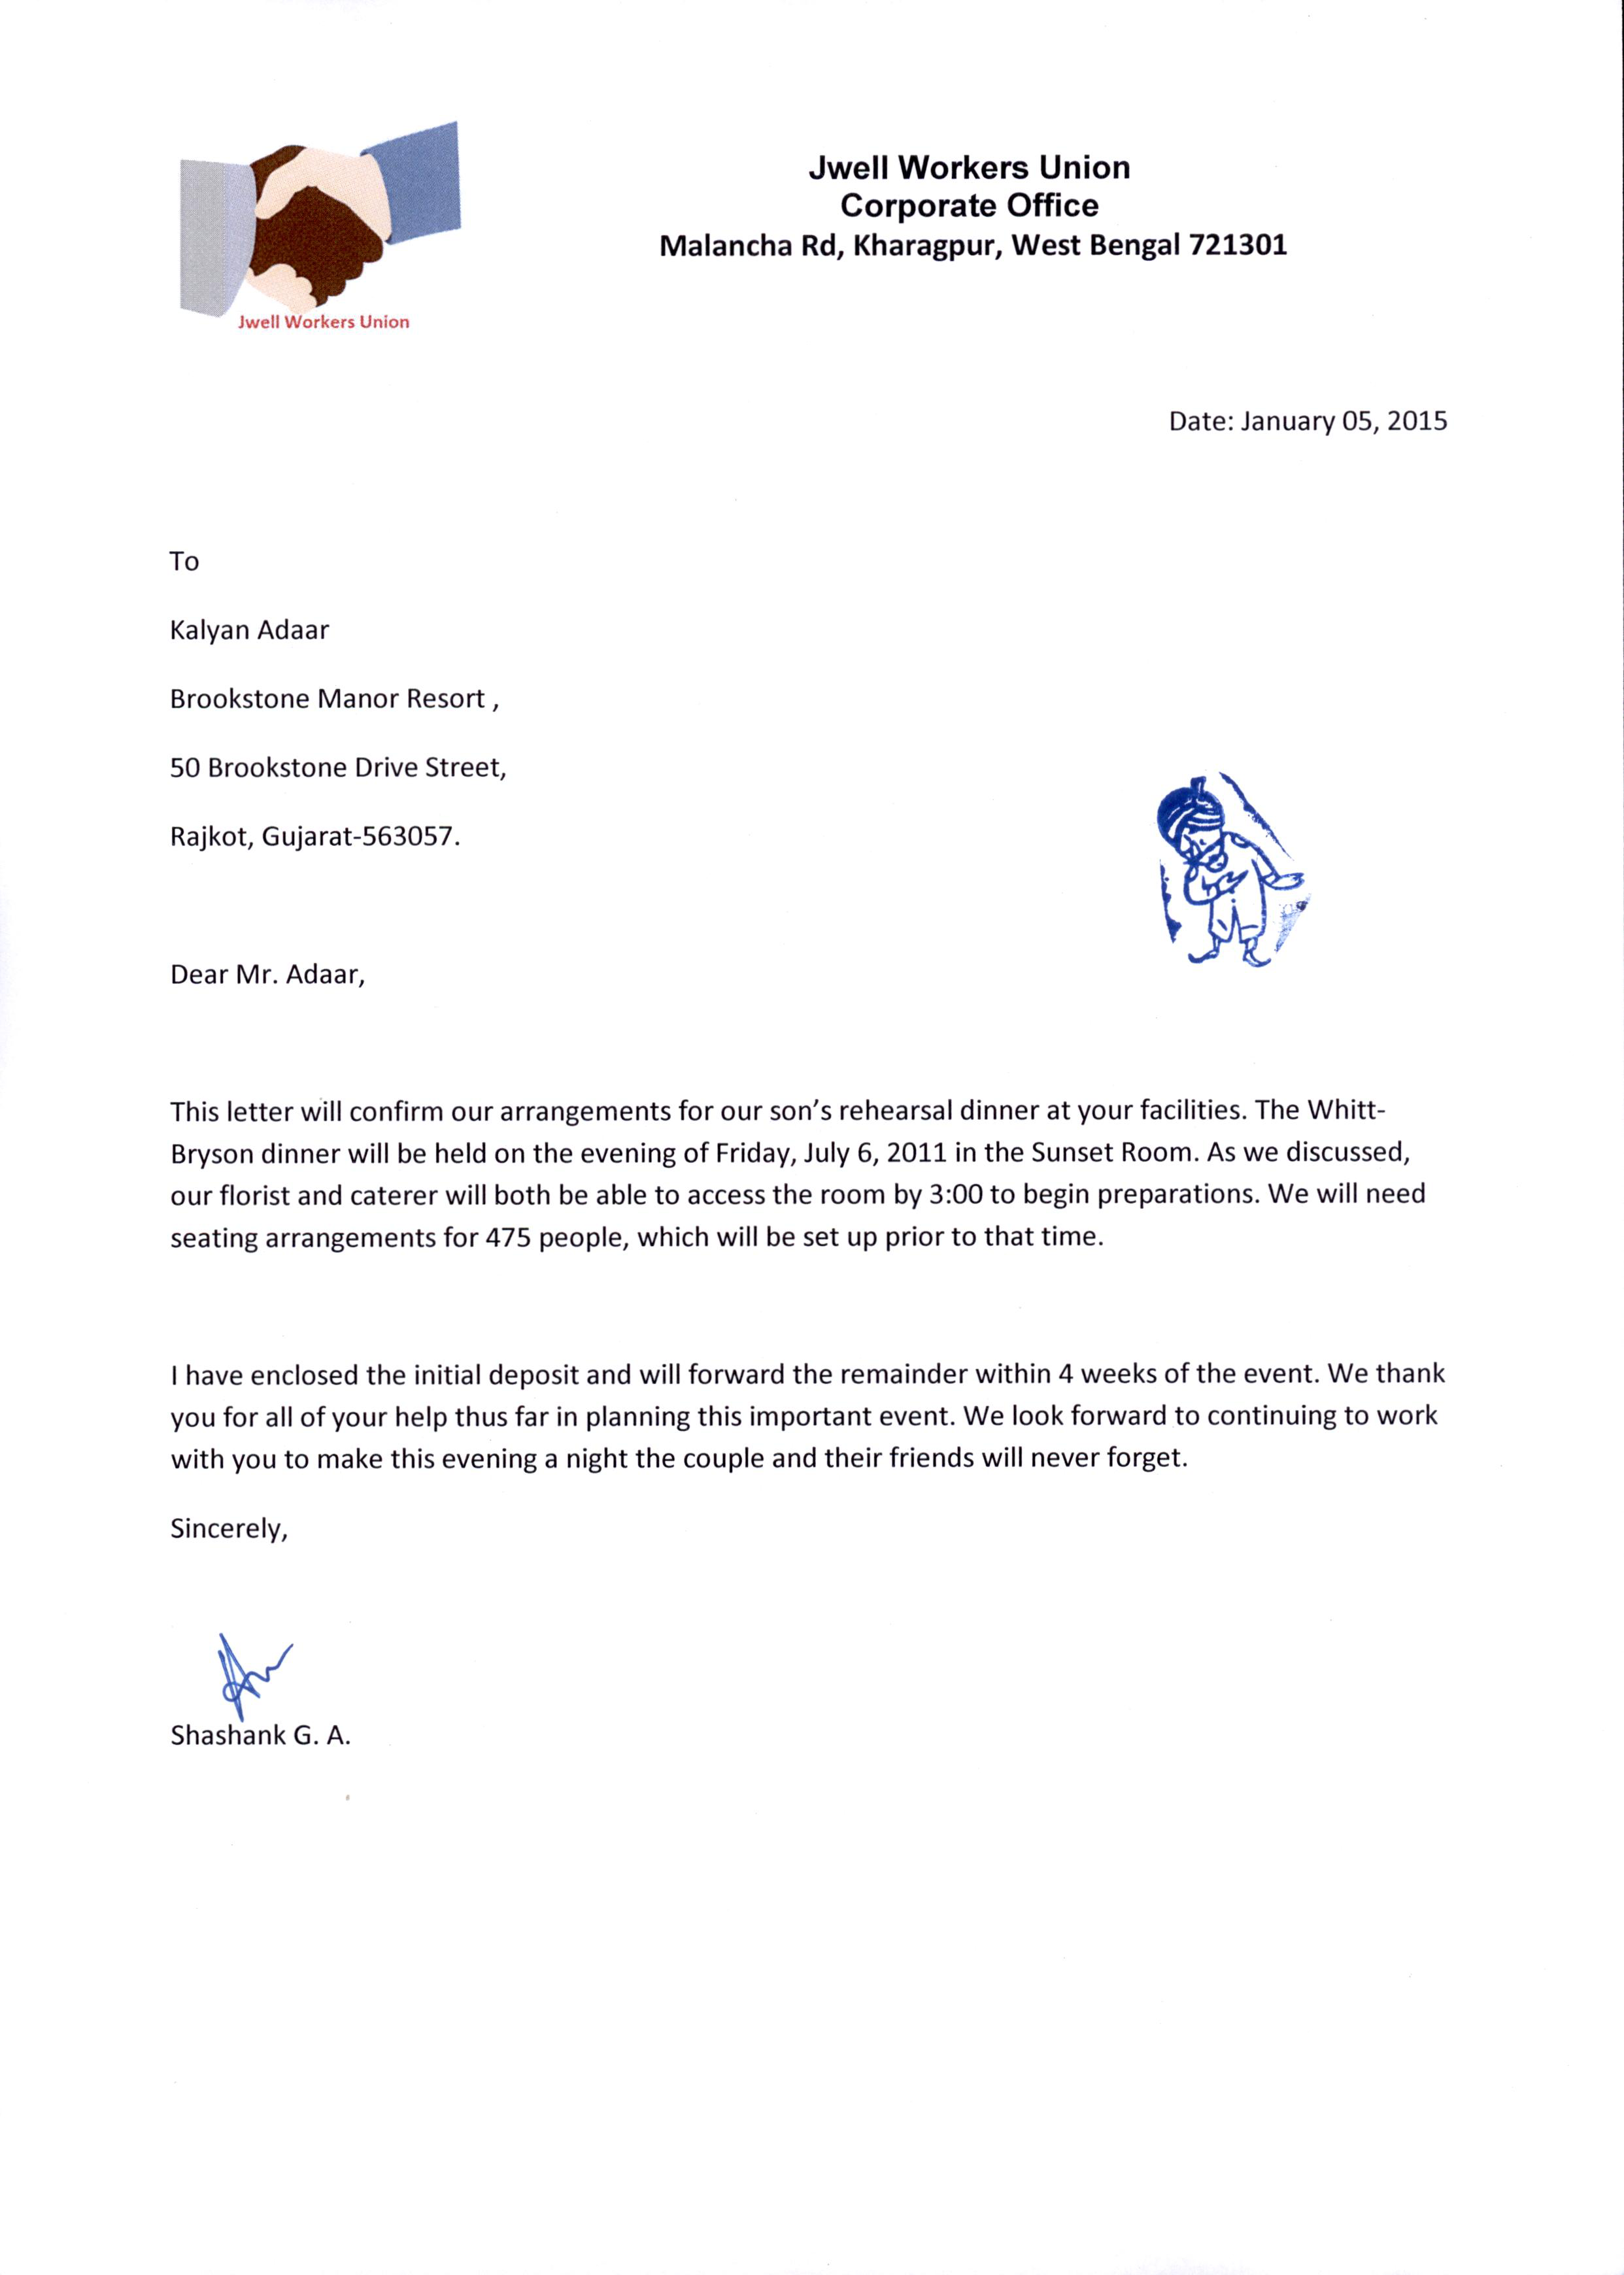 Jwell Workers Union
Jwell Workers Union
Corporate Office
Malancha Rd, Kharagpur, West Bengal 721301
Date: January 05, 2015
To
Kalyan Adaar
Brookstone Manor Resort ,
50 Brookstone Drive Street,
Rajkot, Gujarat-563057.
Dear Mr. Adaar,
This letter will confirm our arrangements for our son’s rehearsal dinner at your facilities. The Whitt-
Bryson dinner will be held on the evening of Friday, July 6, 2011 in the Sunset Room. As we discussed,
our florist and caterer will both be able to access the room by 3:00 to begin preparations. We will need
seating arrangements for 475 people, which will be set up prior to that time.
I have enclosed the initial deposit and will forward the remainder within 4 weeks of the event. We thank
you for all of your help thus far in planning this important event. We look forward to continuing to work
with you to make this evening a night the couple and their friends will never forget.
Sincerely,
Shashank G. A.